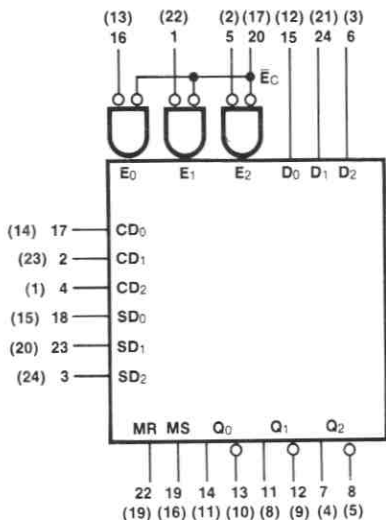 (13) (22) (2) (17) (12) (21) (3)
16 1 5 20 15 24 6
ĒC
E0 E1 E2 D0 D1 D2
(14) 17 CD0
(23) 2 CD1
(1) 4 CD2
(15) 18 SD0
(20) 23 SD1
(24) 3 SD2
MR MS Q0 Q1 Q2
22 19 14 13 11 12 7 8
(19) (16) (11) (10) (8) (9) (4) (5)